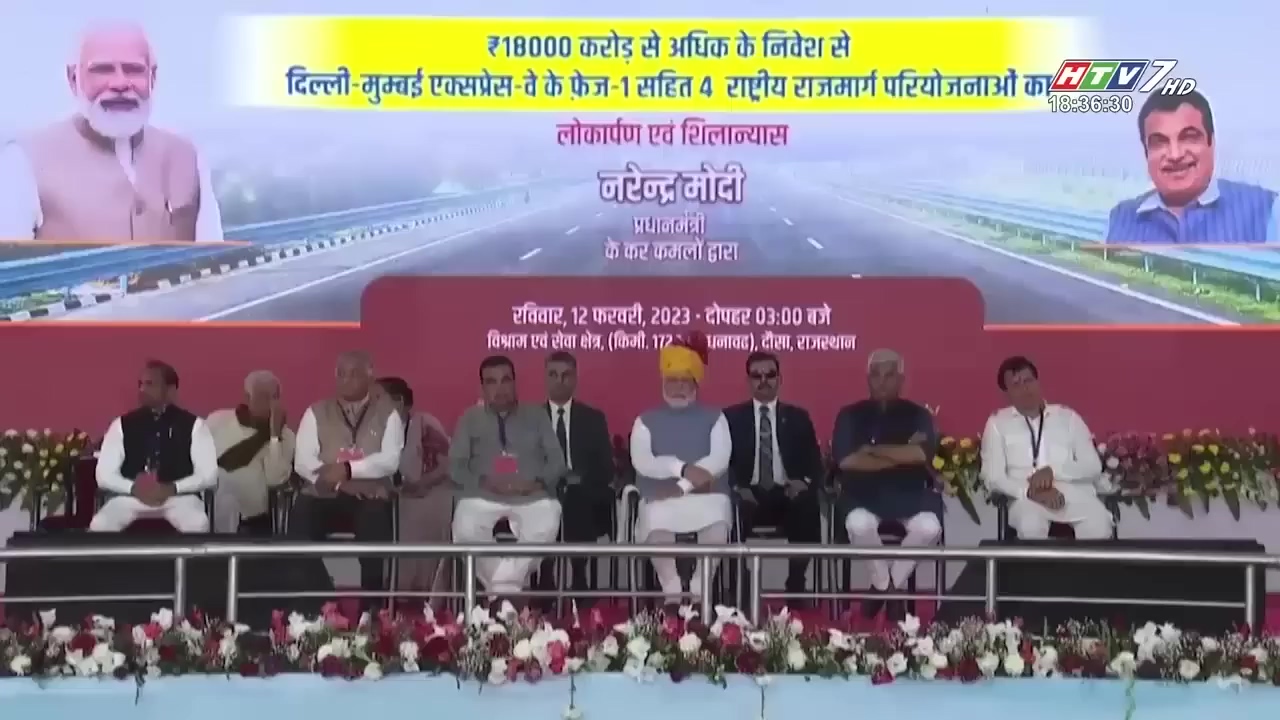 ₹18000 करोड़ से अधिक के निवेश से
दिल्ली-मुम्बई एक्सप्रेस-वे के फ़ेज-1 सहित 4 राष्ट्रीय राजमार्ग परियोजनाओं का
HTV7 HD
18:36:30
लोकार्पण एवं शिलान्यास
नरेन्द्र मोदी
प्रधानमंत्री
के कर कमलों द्वारा
रविवार, 12 फरवरी, 2023 - दोपहर 03:00 बजे
विश्राम एवं सेवा क्षेत्र, (किमी. दौसा, राजस्थान